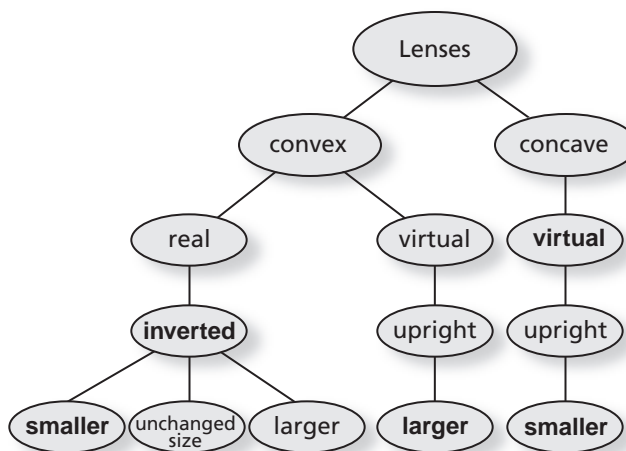 Lenses
convex
concave
real
virtual
virtual
inverted
upright
upright
smaller
unchanged
size
larger
larger
smaller